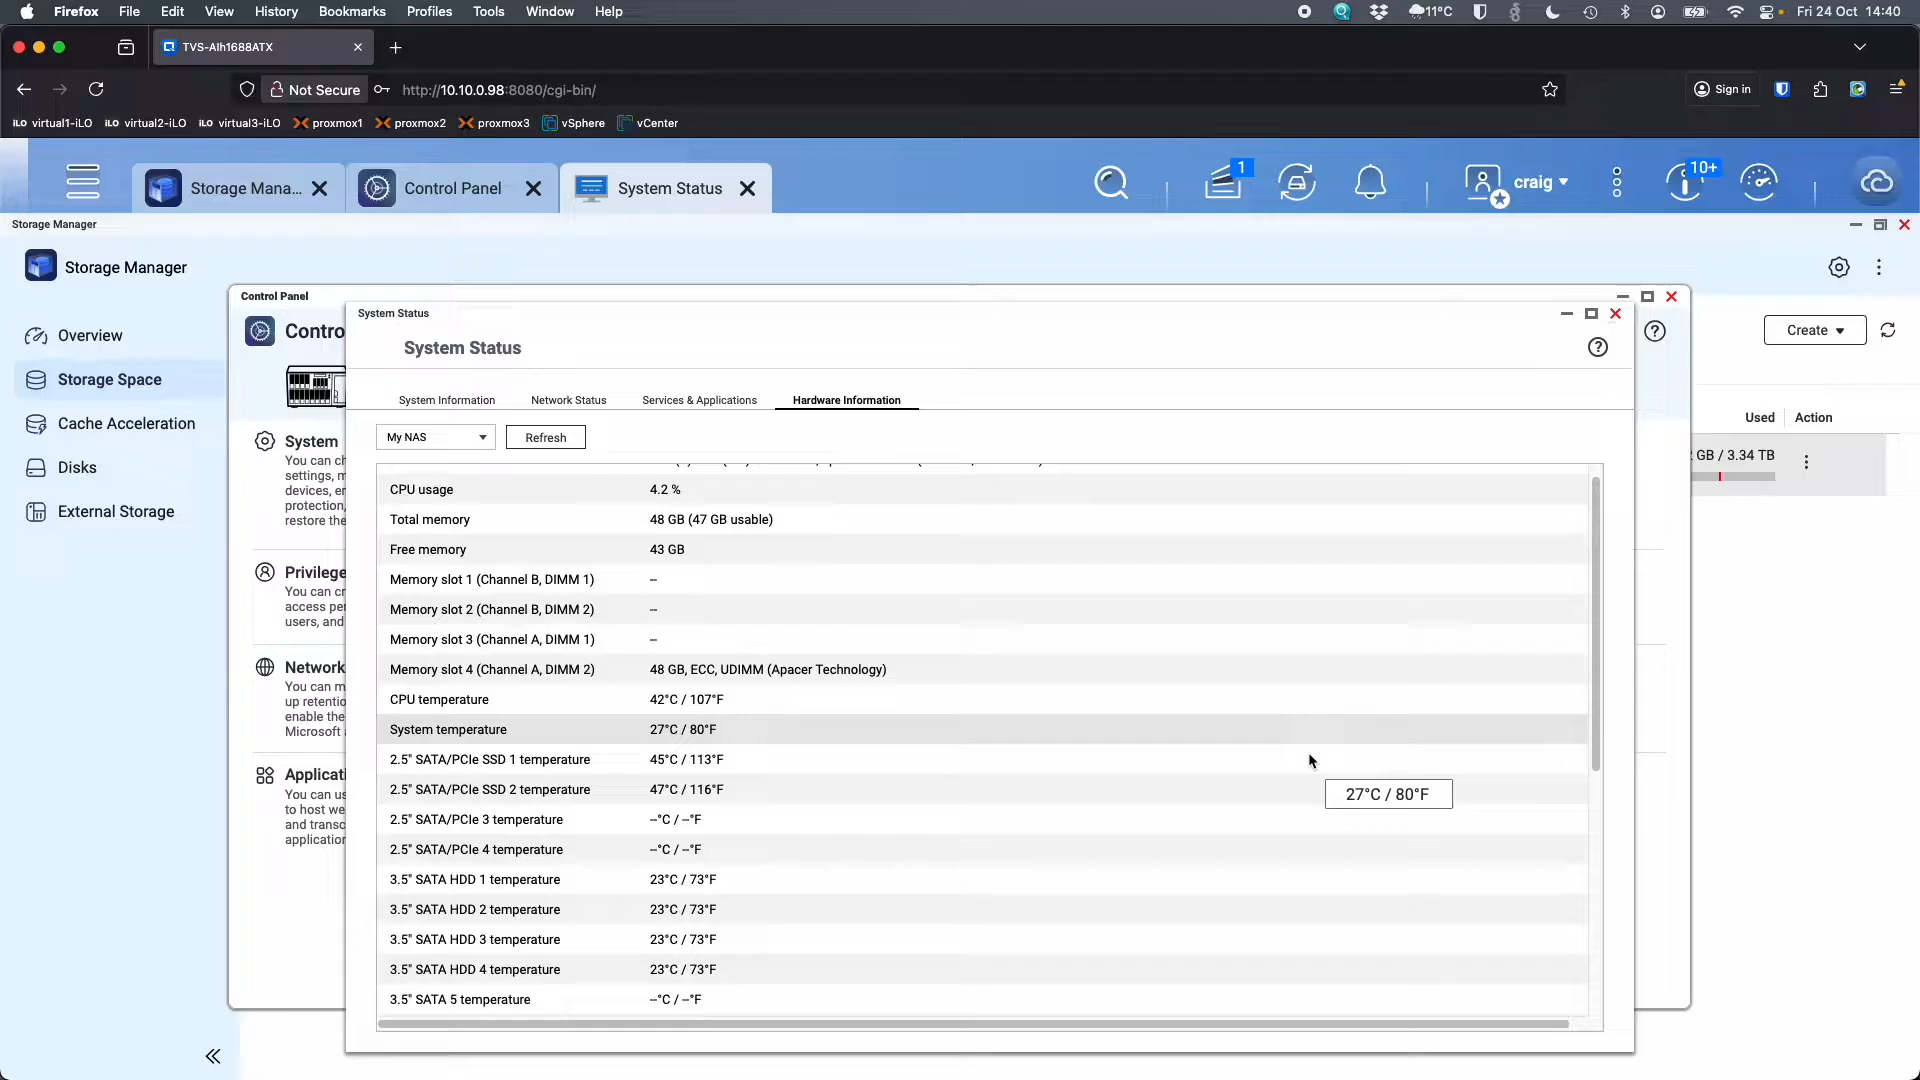 Firefox File Edit View History Bookmarks Profiles Tools Window Help
11°C Fri 24 Oct 14:40
TVS-AIh1688ATX
Not Secure http://10.10.0.98:8080/cgi-bin/ Sign in
iLO virtual1-iLO iLO virtual2-iLO iLO virtual3-iLO proxmox1 proxmox2 proxmox3 vSphere vCenter
Storage Mana... Control Panel System Status 1 craig 10+
Storage Manager
Storage Manager
Overview
Storage Space
Cache Acceleration
Disks
External Storage
Create
Used Action
GB / 3.34 TB
Control Panel
Contro
System
You can ch
settings, m
devices, en
protection,
restore the
Privilege
You can cr
access per
users, and
Network
You can m
up retentio
enable the
Microsoft
Applicati
You can us
to host we
and transc
application
System Status
System Status
System Information Network Status Services & Applications Hardware Information
My NAS Refresh
CPU usage 4.2 %
Total memory 48 GB (47 GB usable)
Free memory 43 GB
Memory slot 1 (Channel B, DIMM 1) --
Memory slot 2 (Channel B, DIMM 2) --
Memory slot 3 (Channel A, DIMM 1) --
Memory slot 4 (Channel A, DIMM 2) 48 GB, ECC, UDIMM (Apacer Technology)
CPU temperature 42°C / 107°F
System temperature 27°C / 80°F
2.5" SATA/PCIe SSD 1 temperature 45°C / 113°F
2.5" SATA/PCIe SSD 2 temperature 47°C / 116°F
2.5" SATA/PCIe 3 temperature --°C / --°F
2.5" SATA/PCIe 4 temperature --°C / --°F
3.5" SATA HDD 1 temperature 23°C / 73°F
3.5" SATA HDD 2 temperature 23°C / 73°F
3.5" SATA HDD 3 temperature 23°C / 73°F
3.5" SATA HDD 4 temperature 23°C / 73°F
3.5" SATA 5 temperature --°C / --°F
27°C / 80°F